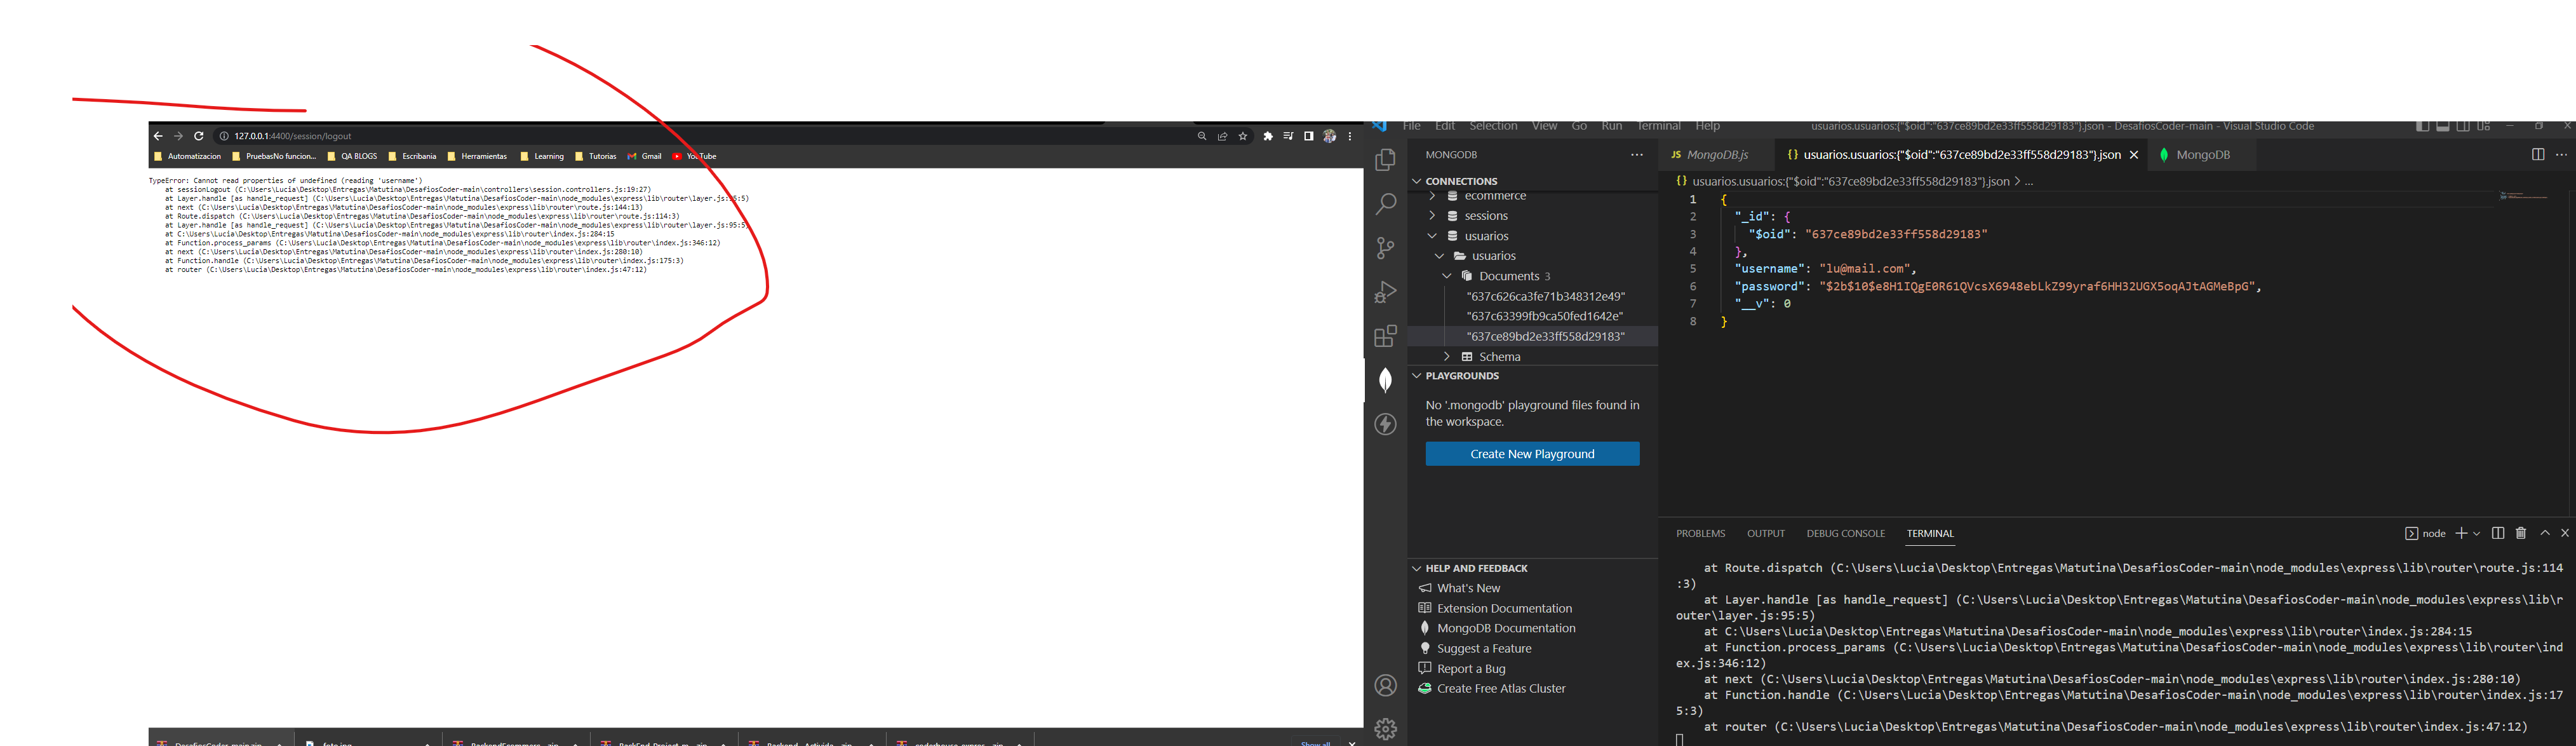 127.0.0.1:4400/session/logout
Automatizacion PruebasNo funcion... QA BLOGS Escribania Herramientas Learning Tutorias Gmail YouTube
TypeError: Cannot read properties of undefined (reading 'username')
at sessionLogout (C:\Users\Lucia\Desktop\Entregas\Matutina\DesafiosCoder-main\controllers\session.controllers.js:19:27)
at Layer.handle [as handle_request] (C:\Users\Lucia\Desktop\Entregas\Matutina\DesafiosCoder-main\node_modules\express\lib\router\layer.js:95:5)
at next (C:\Users\Lucia\Desktop\Entregas\Matutina\DesafiosCoder-main\node_modules\express\lib\router\route.js:144:13)
at Route.dispatch (C:\Users\Lucia\Desktop\Entregas\Matutina\DesafiosCoder-main\node_modules\express\lib\router\route.js:114:3)
at Layer.handle [as handle_request] (C:\Users\Lucia\Desktop\Entregas\Matutina\DesafiosCoder-main\node_modules\express\lib\router\layer.js:95:5)
at C:\Users\Lucia\Desktop\Entregas\Matutina\DesafiosCoder-main\node_modules\express\lib\router\index.js:284:15
at Function.process_params (C:\Users\Lucia\Desktop\Entregas\Matutina\DesafiosCoder-main\node_modules\express\lib\router\index.js:346:12)
at next (C:\Users\Lucia\Desktop\Entregas\Matutina\DesafiosCoder-main\node_modules\express\lib\router\index.js:280:10)
at Function.handle (C:\Users\Lucia\Desktop\Entregas\Matutina\DesafiosCoder-main\node_modules\express\lib\router\index.js:175:3)
at router (C:\Users\Lucia\Desktop\Entregas\Matutina\DesafiosCoder-main\node_modules\express\lib\router\index.js:47:12)
Show all
File Edit Selection View Go Run Terminal Help
usuarios.usuarios:{"$oid":"637ce89bd2e33ff558d29183"}.json - DesafiosCoder-main - Visual Studio Code
MONGODB
CONNECTIONS
ecommerce
sessions
usuarios
usuarios
Documents 3
"637c626ca3fe71b348312e49"
"637c63399fb9ca50fed1642e"
"637ce89bd2e33ff558d29183"
Schema
PLAYGROUNDS
No '.mongodb' playground files found in
the workspace.
Create New Playground
HELP AND FEEDBACK
What's New
Extension Documentation
MongoDB Documentation
Suggest a Feature
Report a Bug
Create Free Atlas Cluster
JS MongoDB.js {} usuarios.usuarios:{"$oid":"637ce89bd2e33ff558d29183"}.json MongoDB
{} usuarios.usuarios:{"$oid":"637ce89bd2e33ff558d29183"}.json > ...
1 {
2 "_id": {
3 "$oid": "637ce89bd2e33ff558d29183"
4 },
5 "username": "lu@mail.com",
6 "password": "$2b$10$e8H1IQgE0R61QVcsX6948ebLkZ99yraf6HH32UGX5oqAJtAGMeBpG",
7 "__v": 0
8 }
PROBLEMS OUTPUT DEBUG CONSOLE TERMINAL
node
at Route.dispatch (C:\Users\Lucia\Desktop\Entregas\Matutina\DesafiosCoder-main\node_modules\express\lib\router\route.js:114
:3)
at Layer.handle [as handle_request] (C:\Users\Lucia\Desktop\Entregas\Matutina\DesafiosCoder-main\node_modules\express\lib\r
outer\layer.js:95:5)
at C:\Users\Lucia\Desktop\Entregas\Matutina\DesafiosCoder-main\node_modules\express\lib\router\index.js:284:15
at Function.process_params (C:\Users\Lucia\Desktop\Entregas\Matutina\DesafiosCoder-main\node_modules\express\lib\router\ind
ex.js:346:12)
at next (C:\Users\Lucia\Desktop\Entregas\Matutina\DesafiosCoder-main\node_modules\express\lib\router\index.js:280:10)
at Function.handle (C:\Users\Lucia\Desktop\Entregas\Matutina\DesafiosCoder-main\node_modules\express\lib\router\index.js:17
5:3)
at router (C:\Users\Lucia\Desktop\Entregas\Matutina\DesafiosCoder-main\node_modules\express\lib\router\index.js:47:12)